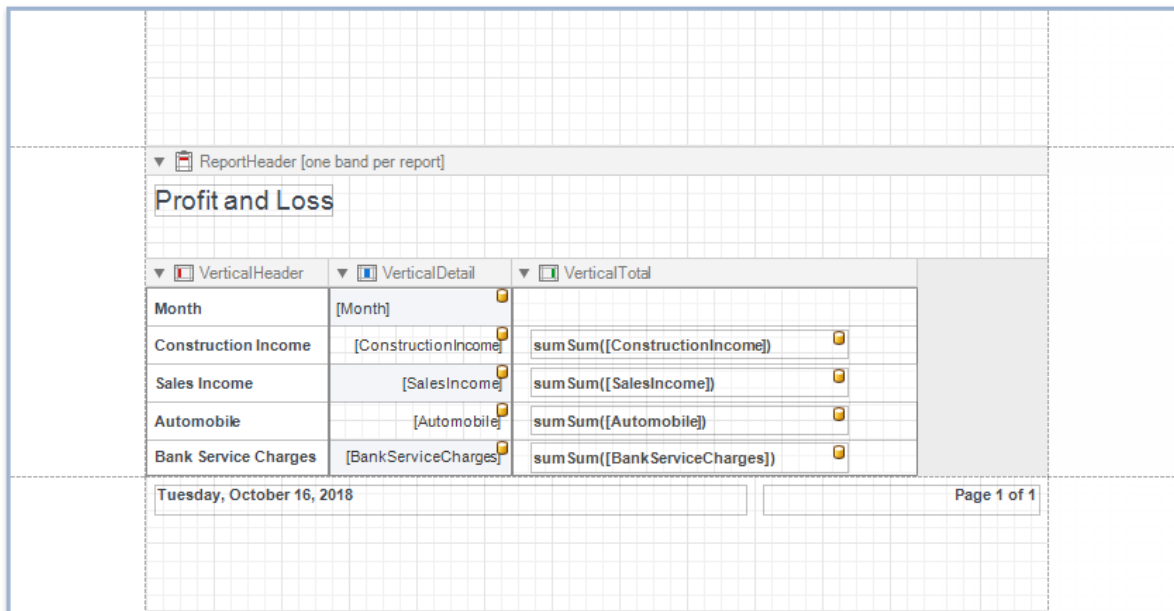 ReportHeader [one band per report]
Profit and Loss
VerticalHeader VerticalDetail VerticalTotal
Month [Month]
Construction Income [ConstructionIncome] sumSum([ConstructionIncome])
Sales Income [SalesIncome] sumSum([SalesIncome])
Automobile [Automobile] sumSum([Automobile])
Bank Service Charges [BankServiceCharges] sumSum([BankServiceCharges])
Tuesday, October 16, 2018 Page 1 of 1